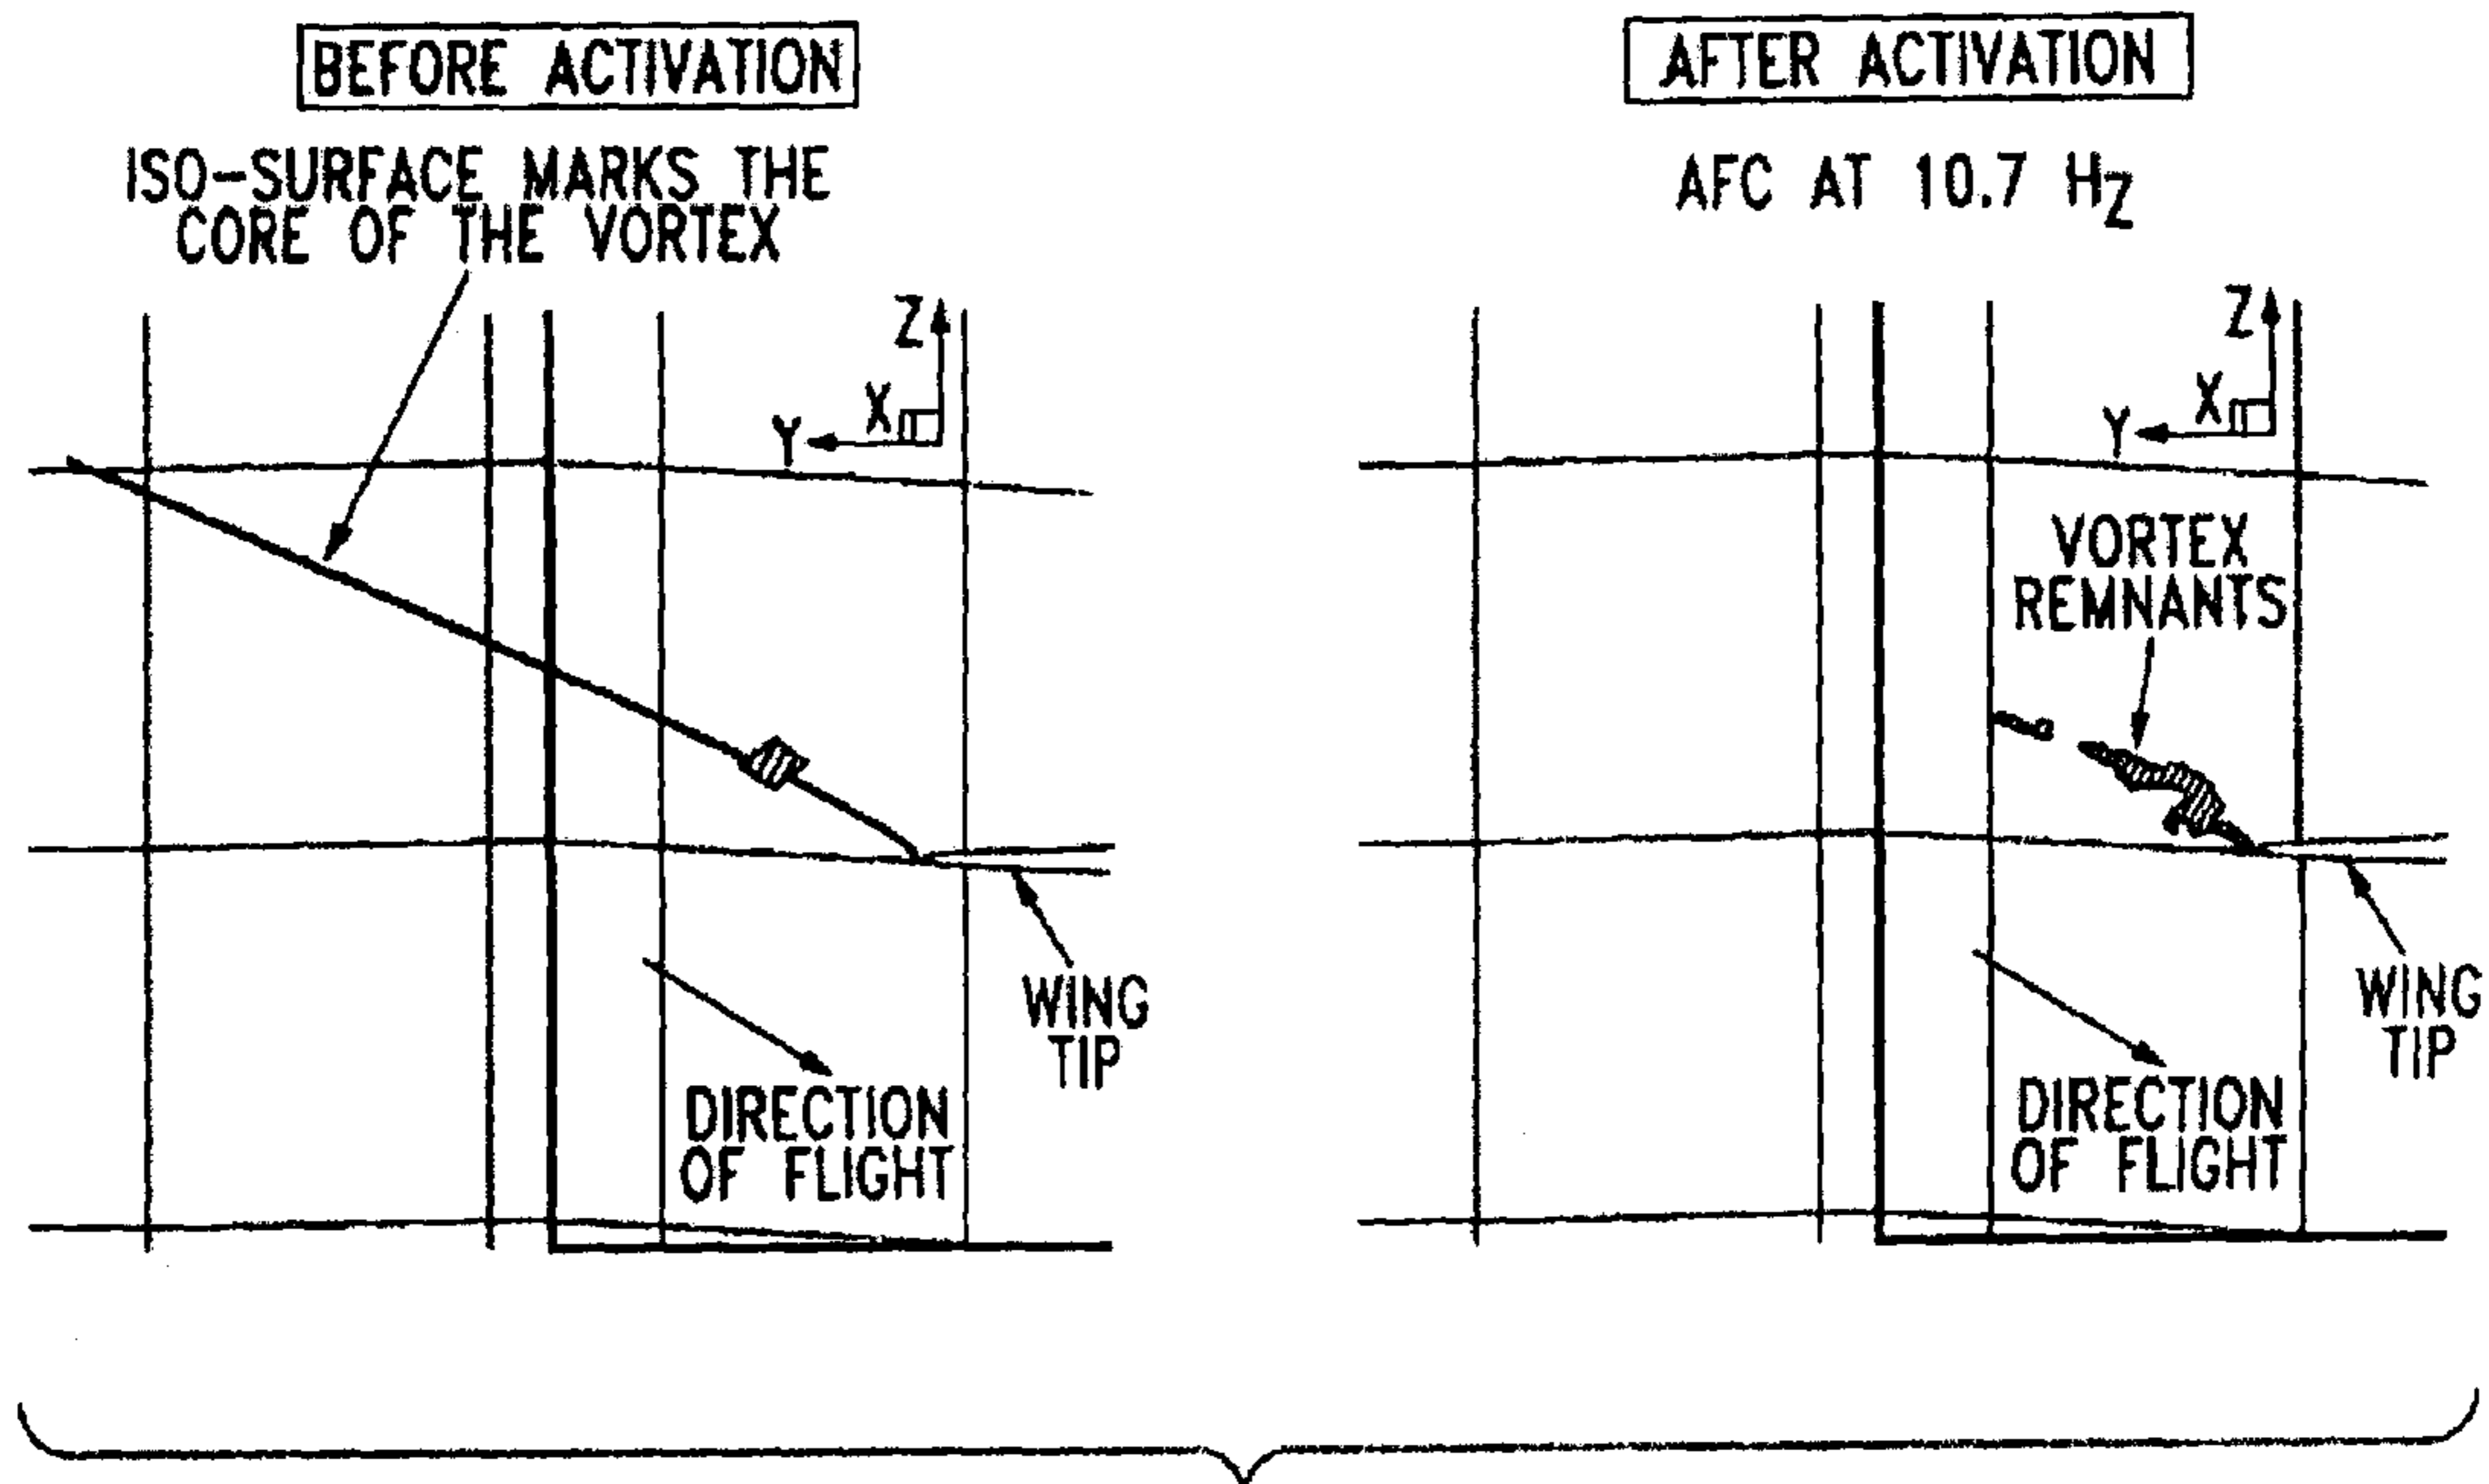 BEFORE ACTIVATION
ISO-SURFACE MARKS THE
CORE OF THE VORTEX
Z
X
Y
WING
TIP
DIRECTION
OF FLIGHT
AFTER ACTIVATION
AFC AT 10.7 HZ
Z
X
Y
VORTEX
REMNANTS
WING
TIP
DIRECTION
OF FLIGHT